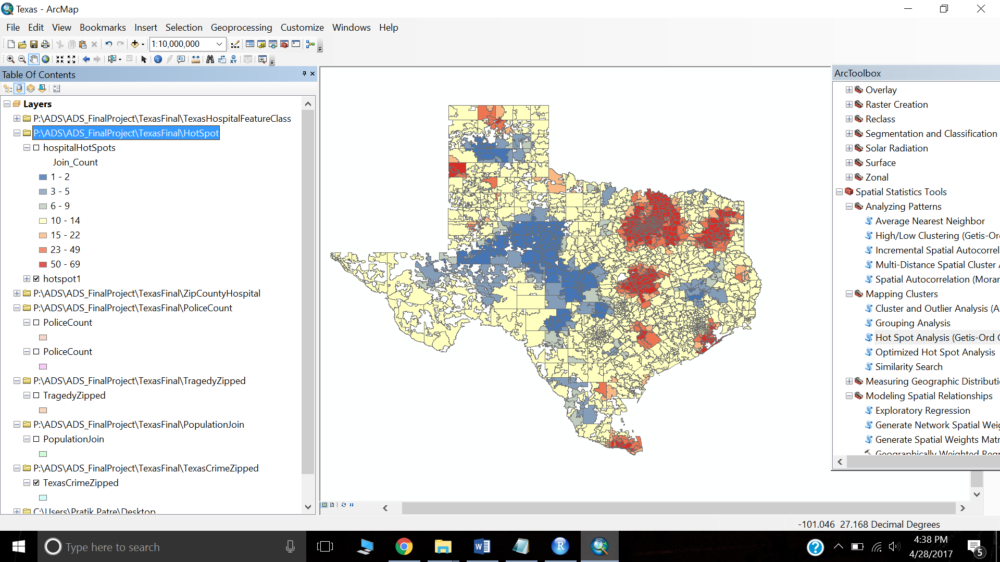 Texas - ArcMap
File Edit View Bookmarks Insert Selection Geoprocessing Customize Windows Help
1:10,000,000
Table Of Contents
Layers
P:\ADS\ADS_FinalProject\TexasFinal\TexasHospitalFeatureClass
P:\ADS\ADS_FinalProject\TexasFinal\HotSpot
hospitalHotSpots
Join_Count
1 - 2
3 - 5
6 - 9
10 - 14
15 - 22
23 - 49
50 - 69
hotspot1
P:\ADS\ADS_FinalProject\TexasFinal\ZipCountyHospital
P:\ADS\ADS_FinalProject\TexasFinal\PoliceCount
PoliceCount
PoliceCount
P:\ADS\ADS_FinalProject\TexasFinal\TragedyZipped
TragedyZipped
P:\ADS\ADS_FinalProject\TexasFinal\PopulationJoin
PopulationJoin
P:\ADS\ADS_FinalProject\TexasFinal\TexasCrimeZipped
TexasCrimeZipped
C:\Users\Pratik Patre\Desktop
ArcToolbox
Overlay
Raster Creation
Reclass
Segmentation and Classification
Solar Radiation
Surface
Zonal
Spatial Statistics Tools
Analyzing Patterns
Average Nearest Neighbor
High/Low Clustering (Getis-Or
Incremental Spatial Autocorrel
Multi-Distance Spatial Cluster A
Spatial Autocorrelation (Moran
Mapping Clusters
Cluster and Outlier Analysis (A
Grouping Analysis
Hot Spot Analysis (Getis-Ord G
Optimized Hot Spot Analysis
Similarity Search
Measuring Geographic Distributi
Modeling Spatial Relationships
Exploratory Regression
Generate Network Spatial Weig
Generate Spatial Weights Matr
Geographically Weighted Regr
-101.046 27.168 Decimal Degrees
Type here to search
4:38 PM
4/28/2017
5